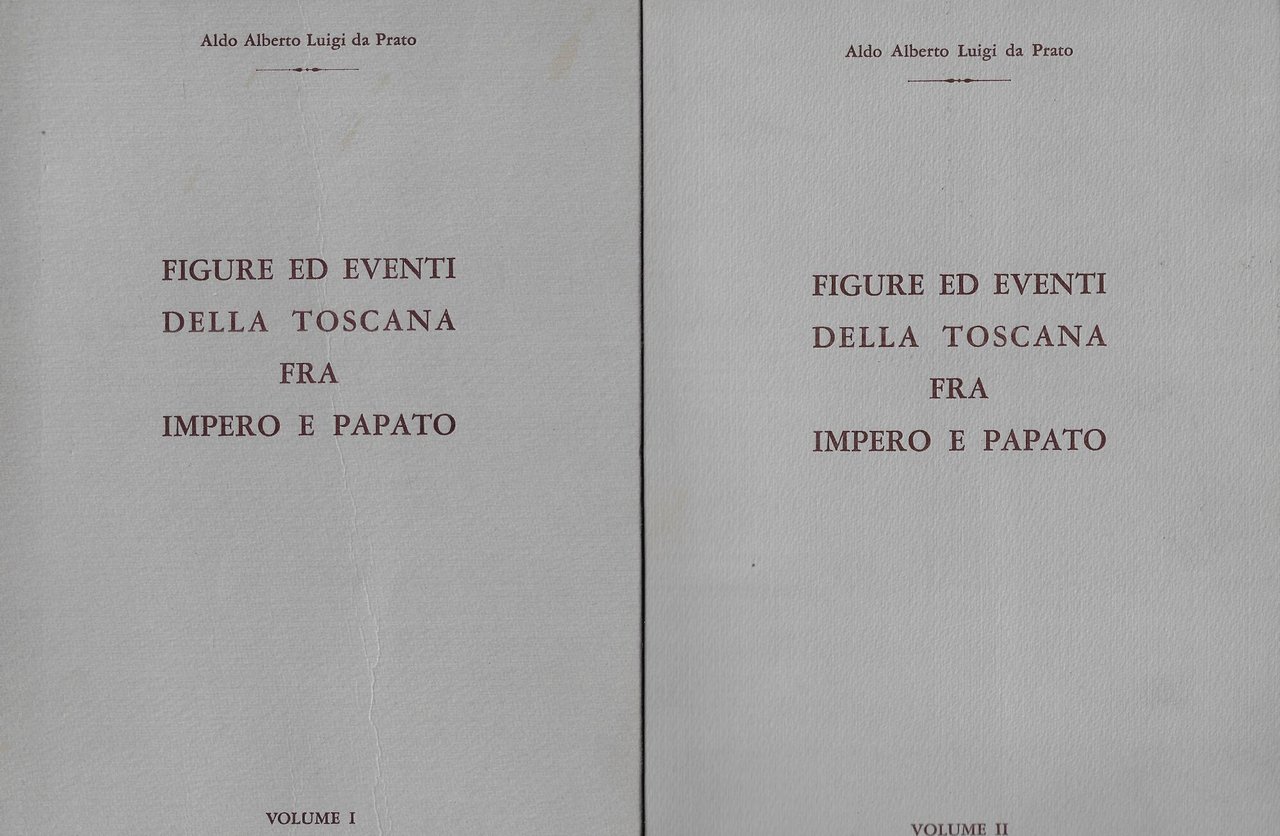 Aldo Alberto Luigi da Prato
FIGURE ED EVENTI
DELLA TOSCANA
FRA
IMPERO E PAPATO
VOLUME I
Aldo Alberto Luigi da Prato
FIGURE ED EVENTI
DELLA TOSCANA
FRA
IMPERO E PAPATO
VOLUME II